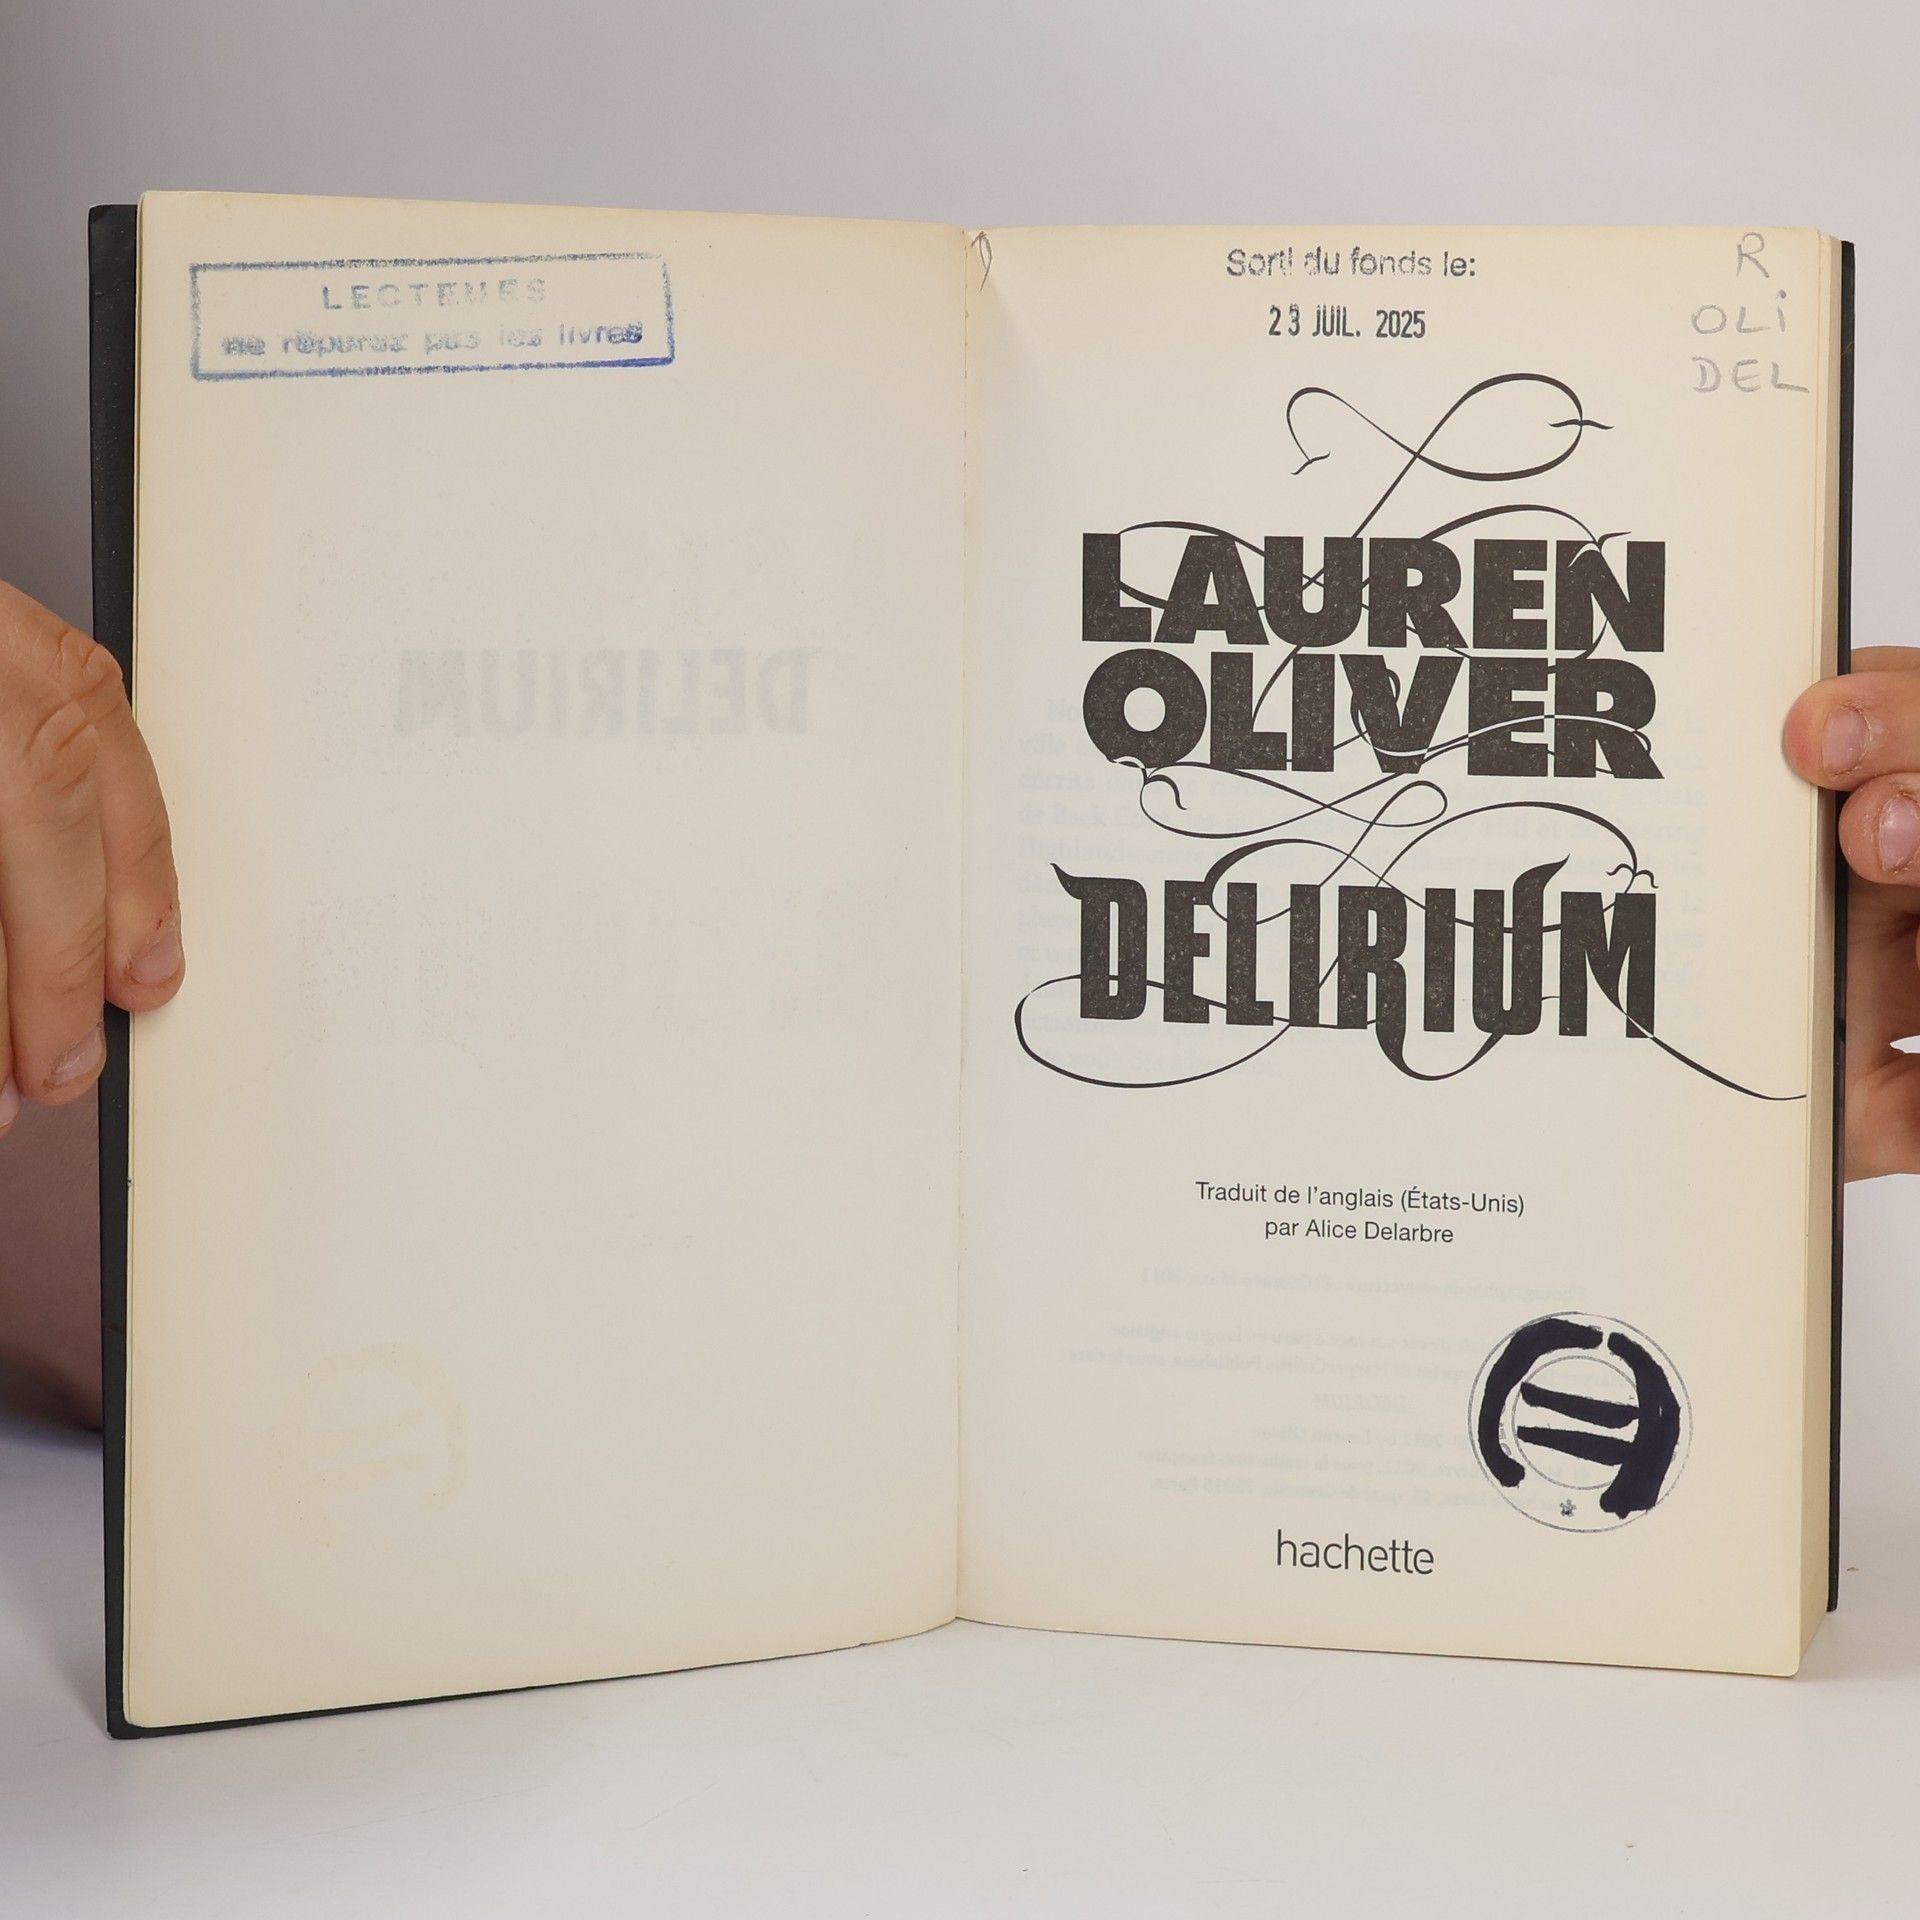 LECTEURS
ne réparez pas les livres
Sorti du fonds le:
23 JUIL. 2025
R
OLi
DEL
LAUREN
OLIVER
DELIRIUM
Traduit de l'anglais (États-Unis)
par Alice Delarbre
hachette
DELIRIUM